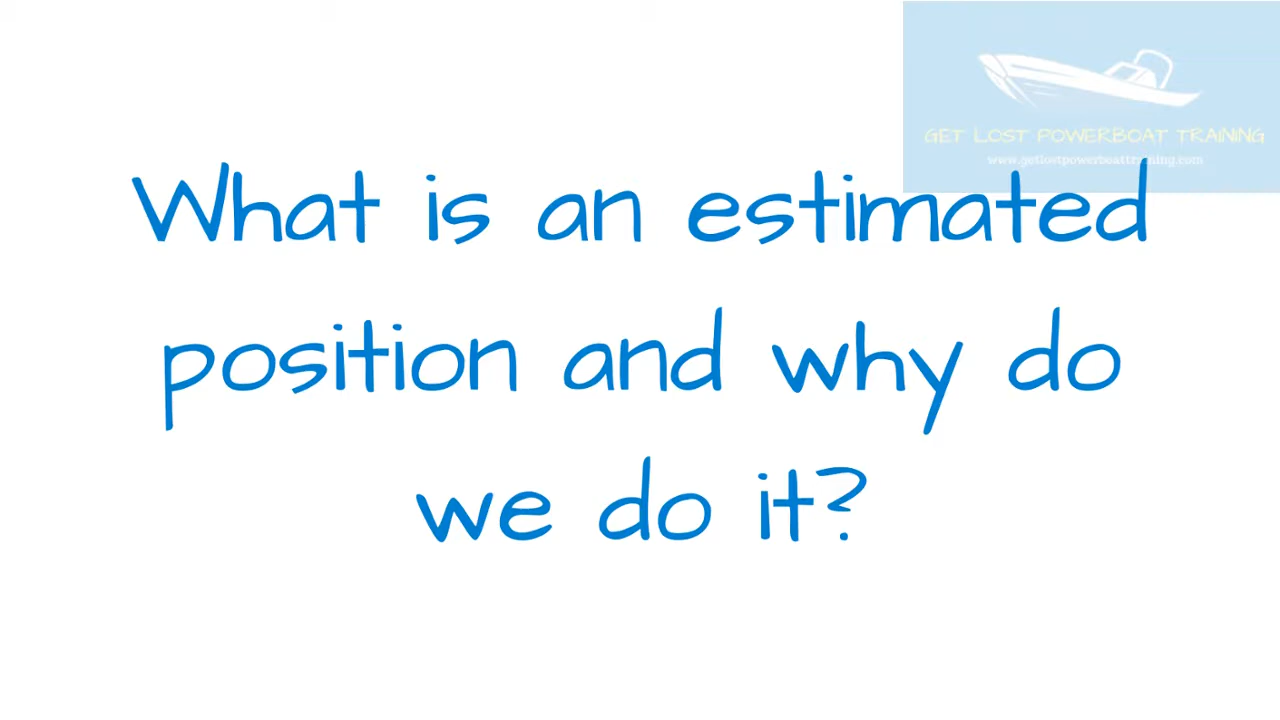 GET LOST POWERBOAT TRAINING
www.getlostpowerboattraining.com
What is an estimated
position and why do
we do it?